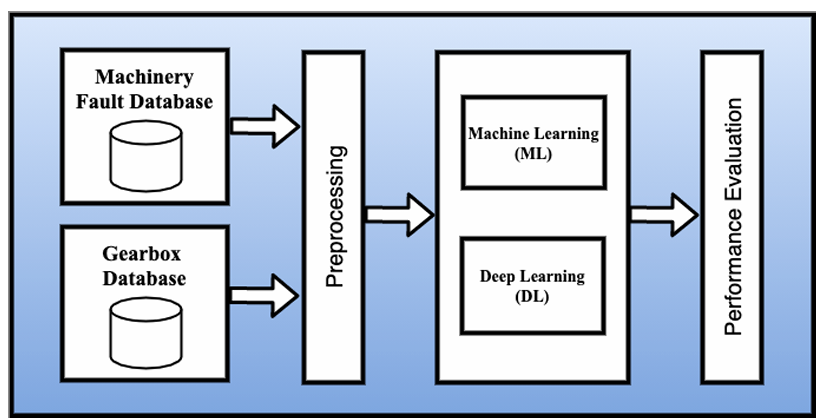 Machinery
Fault Database
Gearbox
Database
Preprocessing
Machine Learning
(ML)
Deep Learning
(DL)
Performance Evaluation